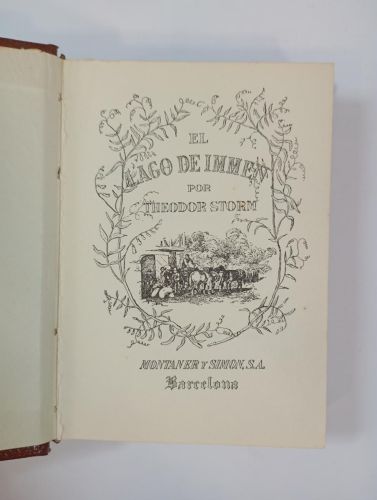 EL
LAGO DE IMMEN
POR
THEODOR STORM
MONTANER Y SIMON, S.A.
Barcelona